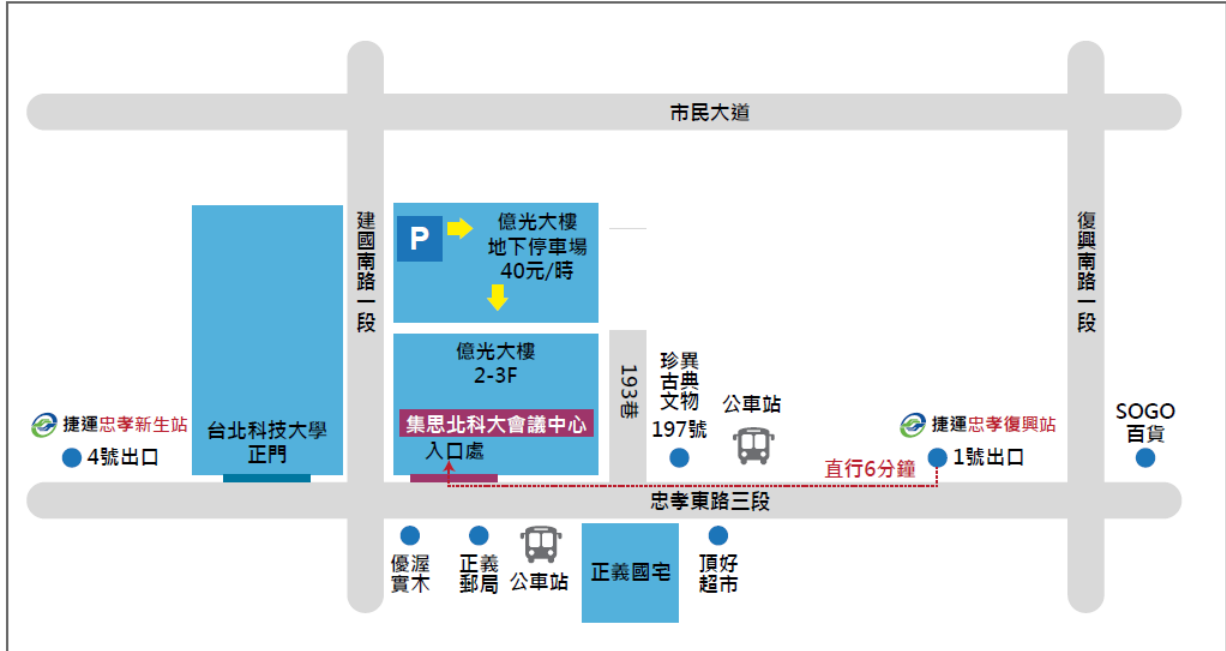 市民大道
建國南路一段
復興南路一段
P
億光大樓
地下停車場
40元/時
億光大樓
2-3F
集思北科大會議中心
入口處
193巷
珍異
古典
文物
197號
公車站
捷運忠孝新生站
4號出口
台北科技大學
正門
捷運忠孝復興站
1號出口
SOGO
百貨
直行6分鐘
忠孝東路三段
優渥
實木
正義
郵局
公車站
正義國宅
頂好
超市